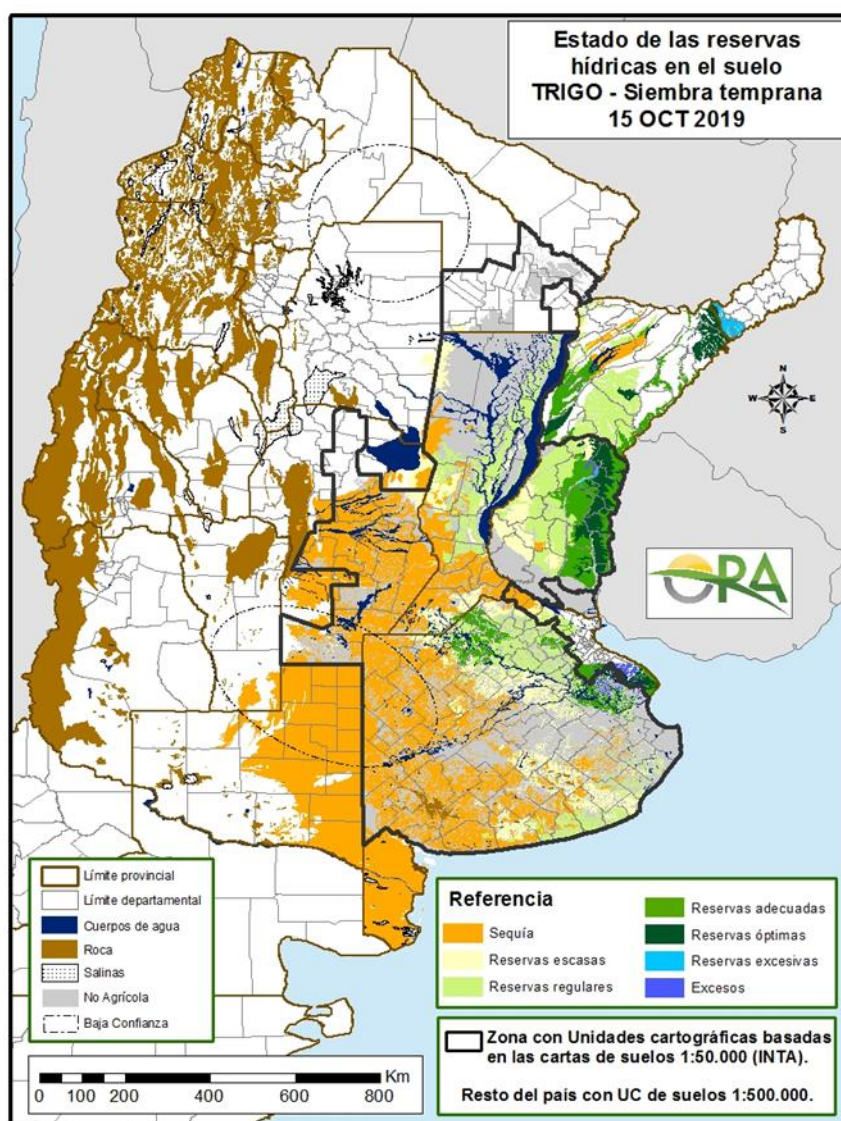 Estado de las reservas
hídricas en el suelo
TRIGO - Siembra temprana
15 OCT 2019
N
W
E
S
ORA
Límite provincial
Límite departamental
Cuerpos de agua
Roca
Salinas
No Agrícola
Baja Confianza
Referencia
Sequía
Reservas escasas
Reservas regulares
Reservas adecuadas
Reservas óptimas
Reservas excesivas
Excesos
Zona con Unidades cartográficas basadas
en las cartas de suelos 1:50.000 (INTA).
Resto del país con UC de suelos 1:500.000.
Km
0 50 100 200 400 600 800